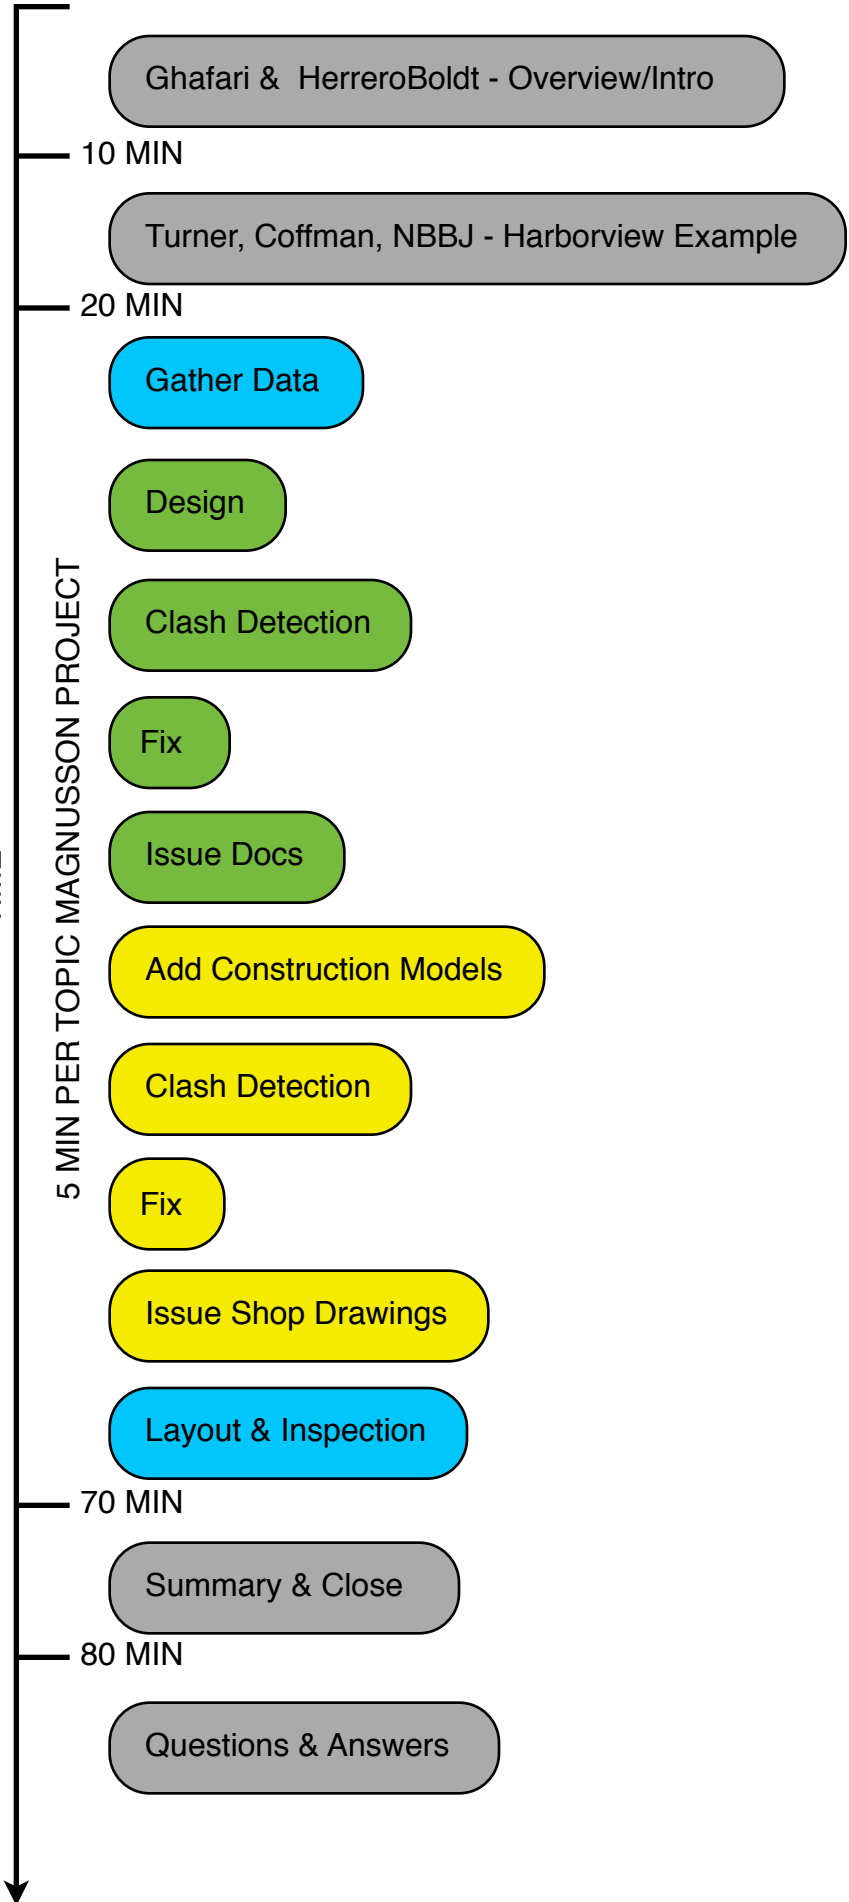 Ghafari &  HerreroBoldt - Overview/Intro
10 MIN
Turner, Coffman, NBBJ - Harborview Example
20 MIN
Gather Data
Design
Clash Detection
Fix
Issue Docs
5 MIN PER TOPIC MAGNUSSON PROJECT
Add Construction Models
Clash Detection
Fix
Issue Shop Drawings
Layout & Inspection
70 MIN
Summary & Close
80 MIN
Questions & Answers